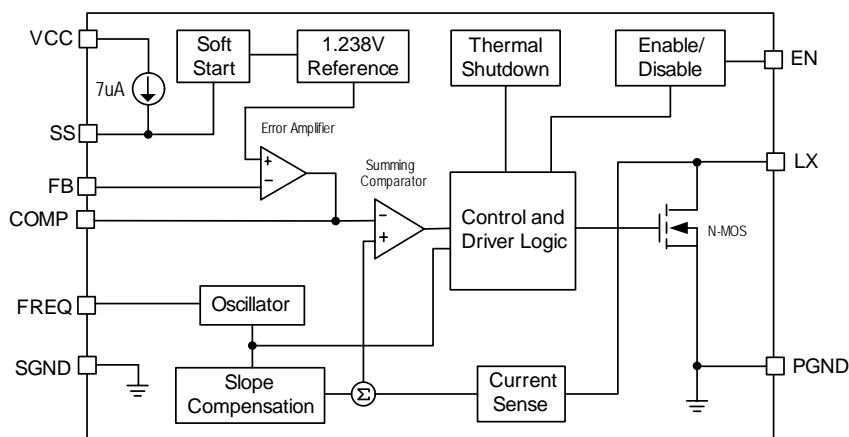 VCC
Soft
Start
1.238V
Reference
Thermal
Shutdown
Enable/
Disable
EN
7uA
SS
Error Amplifier
Summing
Comparator
LX
FB
COMP
+
−
−
+
Control and
Driver Logic
N-MOS
FREQ
Oscillator
SGND
Slope
Compensation
Σ
Current
Sense
PGND